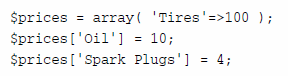 $prices = array( 'Tires'=>100 );
$prices['Oil'] = 10;
$prices['Spark Plugs'] = 4;